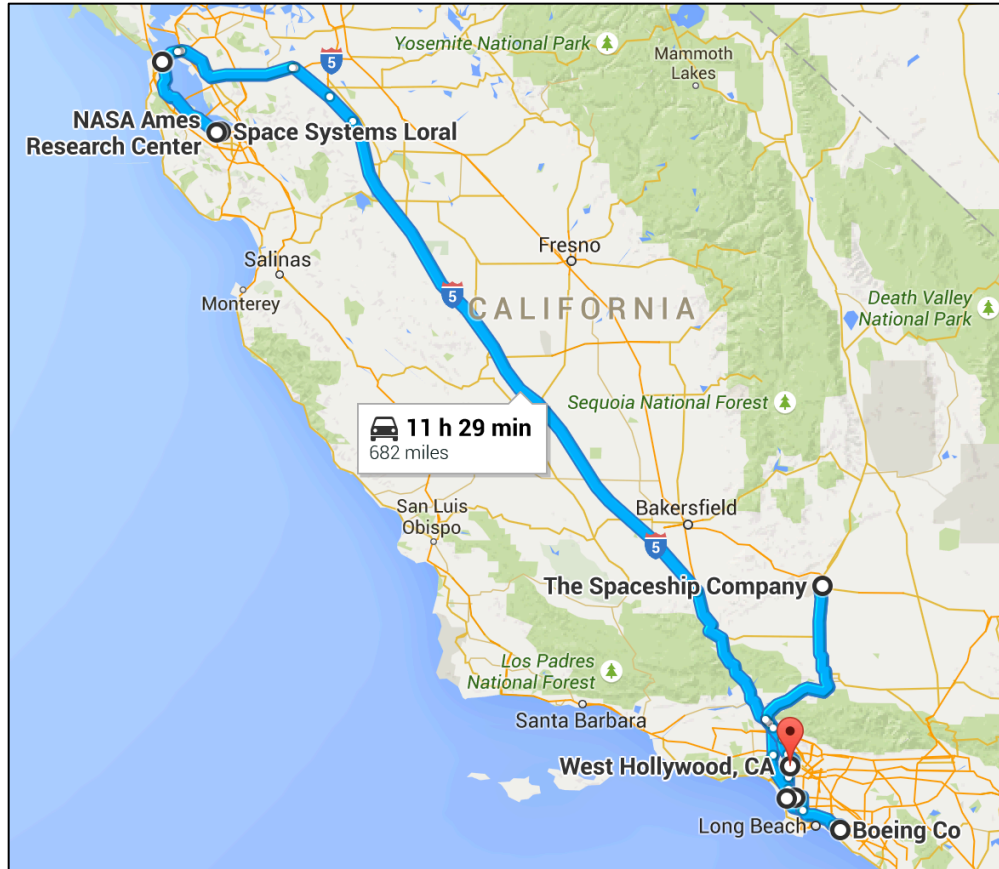 Yosemite National Park
Mammoth
Lakes
5
NASA Ames
Research Center
Space Systems Loral
Fresno
Salinas
Monterey
5
CALIFORNIA
Death Valley
National Park
Sequoia National Forest
11 h 29 min
682 miles
San Luis
Obispo
Bakersfield
5
The Spaceship Company
Los Padres
National Forest
Santa Barbara
West Hollywood, CA
Long Beach
Boeing Co